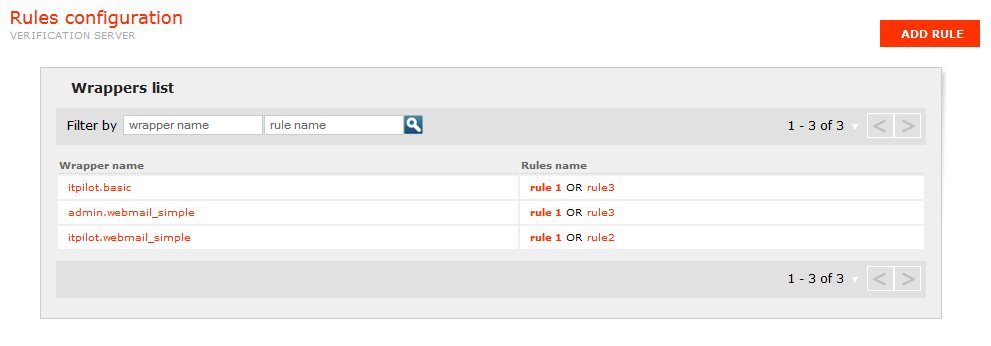 Rules configuration
VERIFICATION SERVER
ADD RULE
Wrappers list
Filter by wrapper name rule name 1 - 3 of 3 < >
Wrapper name Rules name
itpilot.basic rule 1 OR rule3
admin.webmail_simple rule 1 OR rule3
itpilot.webmail_simple rule 1 OR rule2
1 - 3 of 3 < >